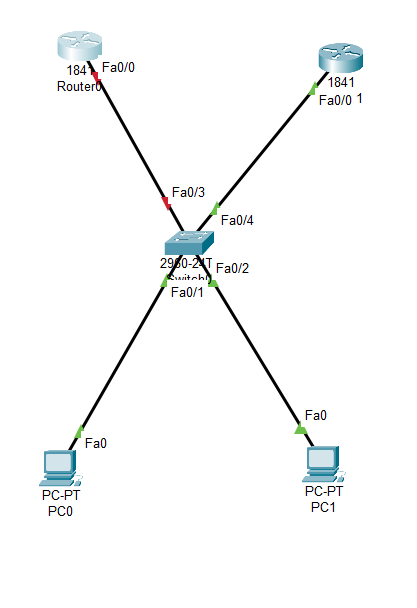 Fa0/0
1841
Router0
1841
Fa0/0 1
Fa0/3
Fa0/4
2960-24T
Switch0
Fa0/2
Fa0/1
Fa0
Fa0
PC-PT
PC0
PC-PT
PC1